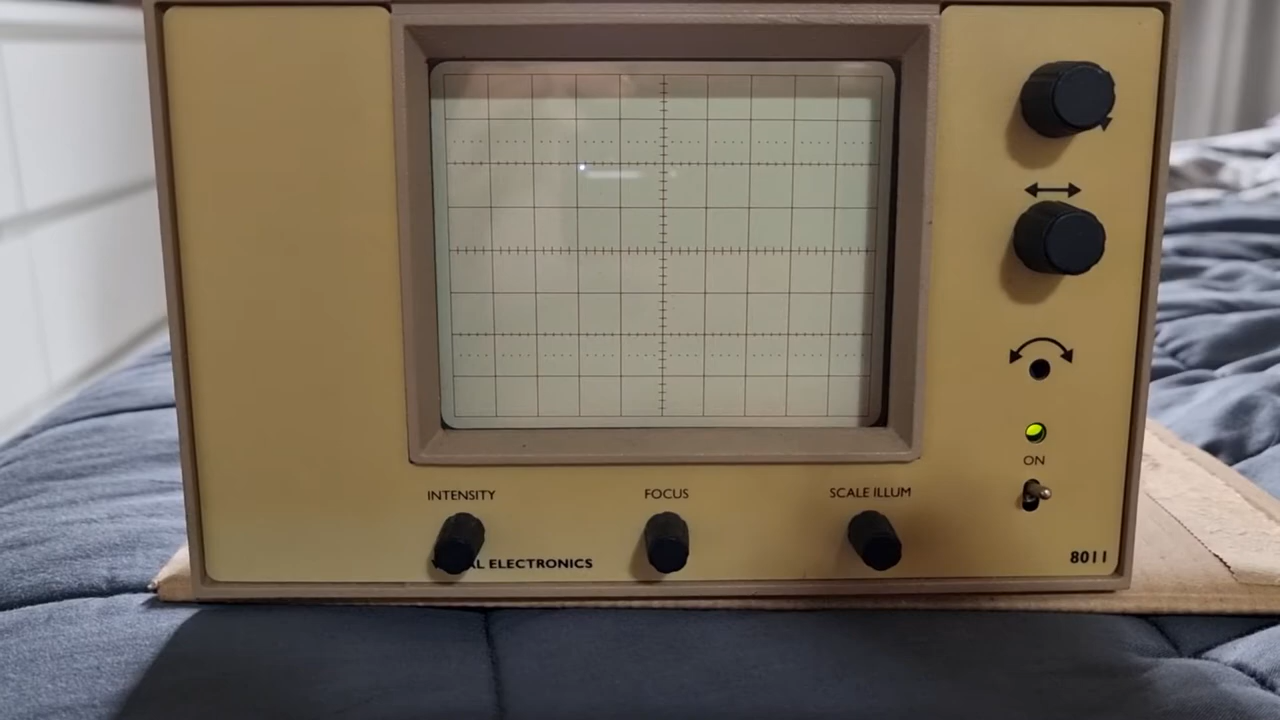 ON
INTENSITY
FOCUS
SCALE ILLUM
ELECTRONICS
8011